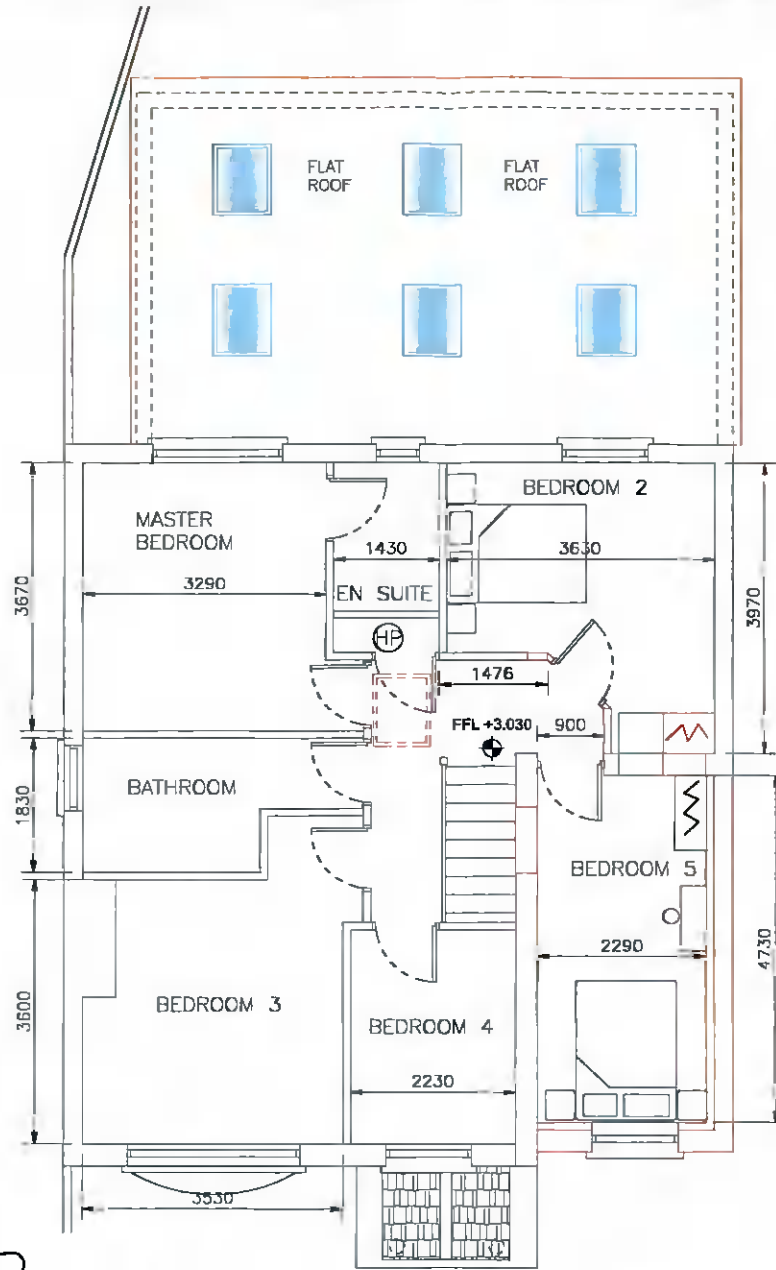 FLAT
ROOF
FLAT
ROOF
BEDROOM 2
MASTER
BEDROOM
1430
3630
3290
EN SUITE
3670
3970
HP
1476
FFL +3.030
900
BATHROOM
1830
BEDROOM 5
2290
4730
3600
BEDROOM 3
BEDROOM 4
2230
3530